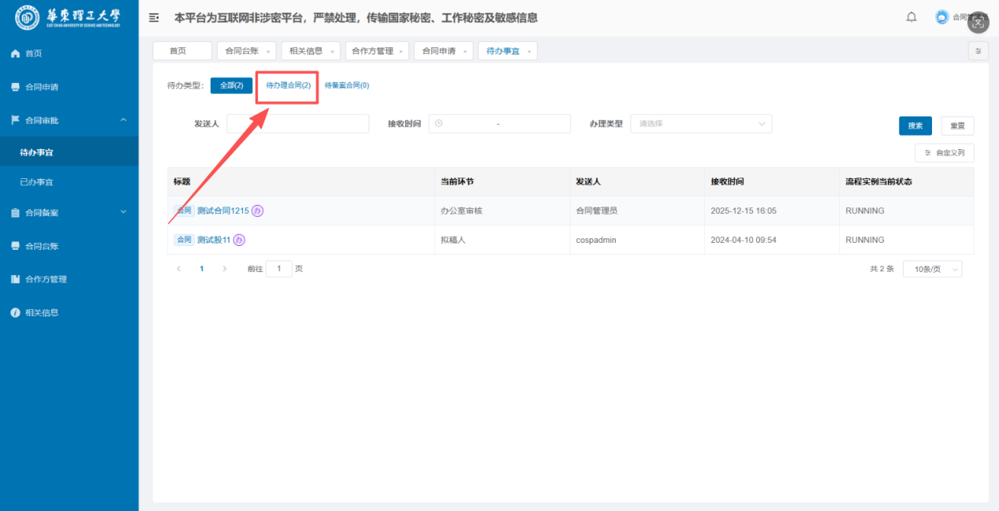 華東理工大學
EAST CHINA UNIVERSITY OF SCIENCE AND TECHNOLOGY
本平台为互联网非涉密平台，严禁处理，传输国家秘密、工作秘密及敏感信息
合同管
首页
合同申请
合同审批
待办事宜
已办事宜
合同备案
合同台账
合作方管理
相关信息
首页 合同台账 × 相关信息 × 合作方管理 × 合同申请 × 待办事宜 ×
待办类型： 全部(2) 待办理合同(2) 待备案合同(0)
发送人 接收时间 - 办理类型 请选择 搜索 重置
自定义列
标题 当前环节 发送人 接收时间 流程实例当前状态
合同 测试合同1215 办 办公室审核 合同管理员 2025-12-15 16:05 RUNNING
合同 测试股11 办 拟稿人 cospadmin 2024-04-10 09:54 RUNNING
1 前往 1 页 共 2 条 10条/页